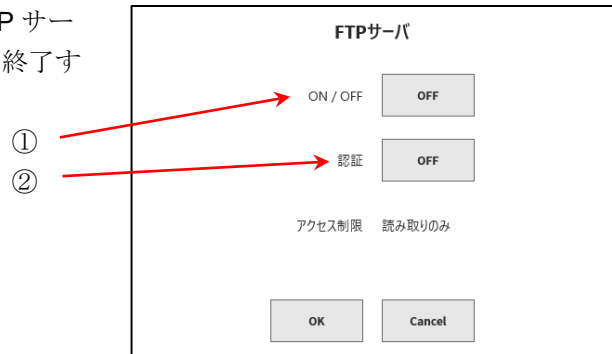 P サー
終了す
①
②
FTPサーバ
ON / OFF
OFF
認証
OFF
アクセス制限 読み取りのみ
OK
Cancel